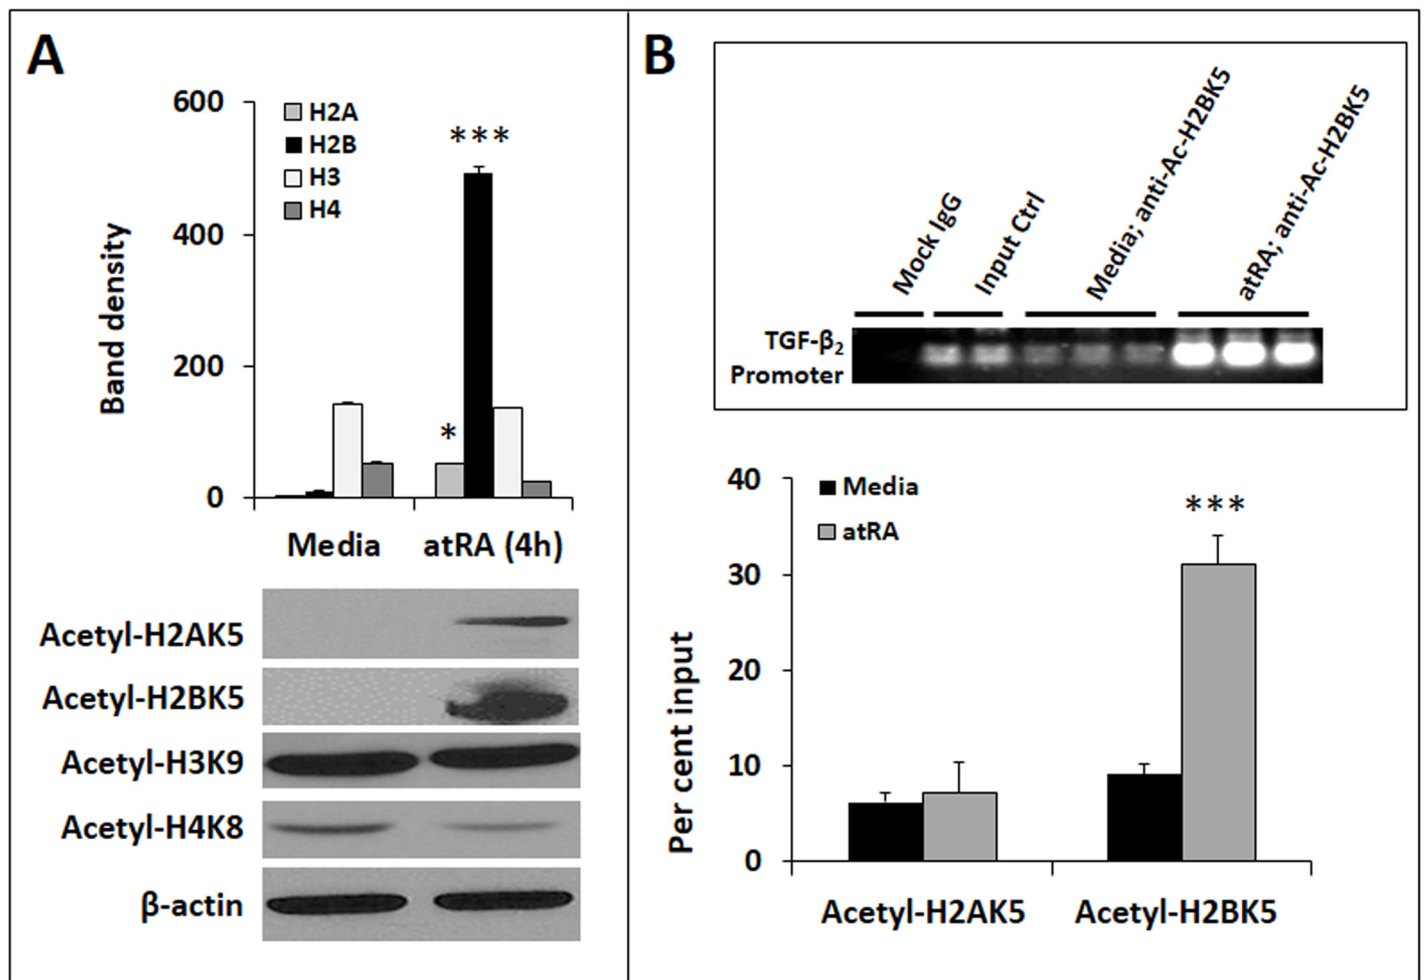 A
600
400
200
0
Band density
H2A
H2B
H3
H4
***
*
Media
atRA (4h)
Acetyl-H2AK5
Acetyl-H2BK5
Acetyl-H3K9
Acetyl-H4K8
β-actin
B
Mock IgG
Input Ctrl
Media; anti-Ac-H2BK5
atRA; anti-Ac-H2BK5
TGF-β₂
Promoter
40
30
20
10
0
Per cent input
Media
atRA
***
Acetyl-H2AK5
Acetyl-H2BK5